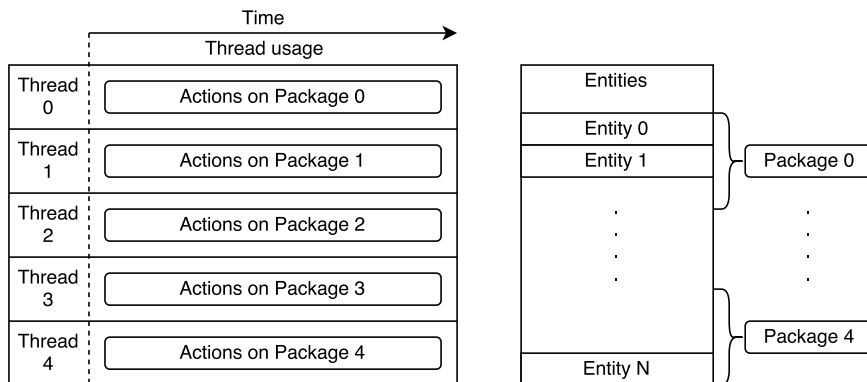 Time
Thread usage
Thread
0
Actions on Package 0
Thread
1
Actions on Package 1
Thread
2
Actions on Package 2
Thread
3
Actions on Package 3
Thread
4
Actions on Package 4
Entities
Entity 0
Entity 1
Entity N
Package 0
Package 4